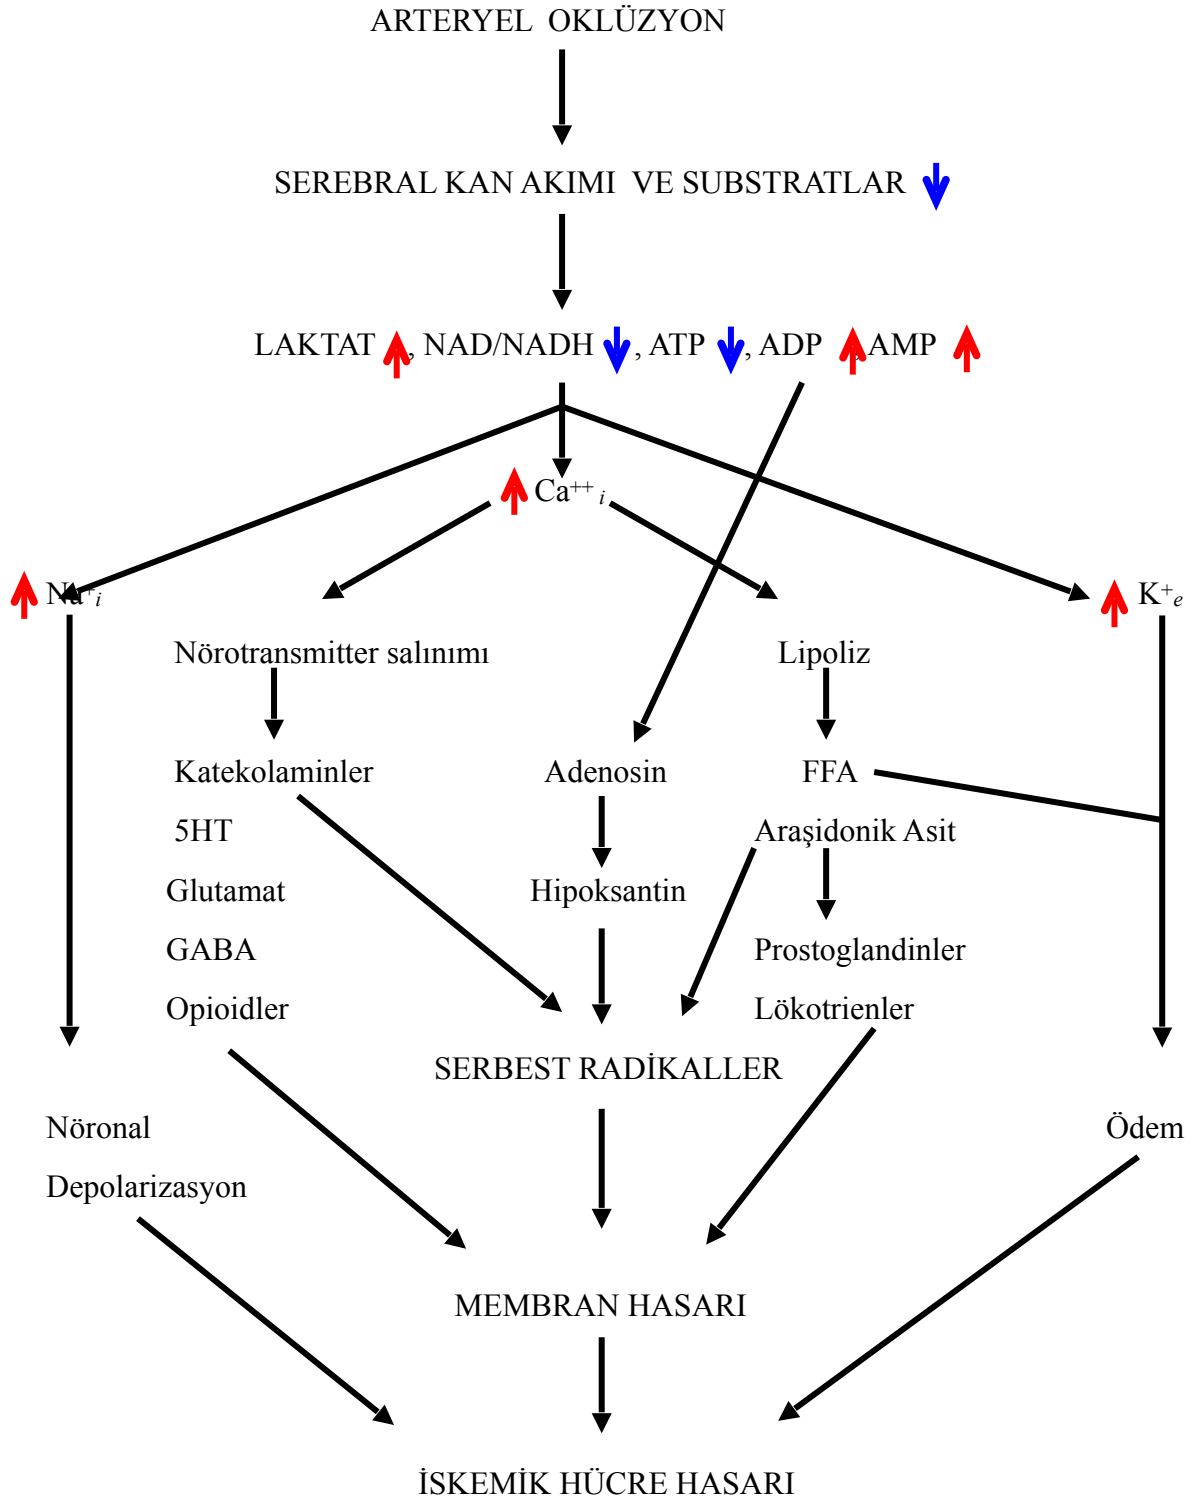 ARTERYEL OKLÜZYON
SEREBRAL KAN AKIMI VE SUBSTRATLAR
LAKTAT , NAD/NADH , ATP , ADP , AMP
Ca++ i
Na+i
K+e
Nörotransmitter salınımı
Lipoliz
Katekolaminler
Adenosin
FFA
5HT
Araşidonik Asit
Glutamat
Hipoksantin
GABA
Prostoglandinler
Opioidler
Lökotrienler
SERBEST RADİKALLER
Nöronal
Ödem
Depolarizasyon
MEMBRAN HASARI
İSKEMİK HÜCRE HASARI